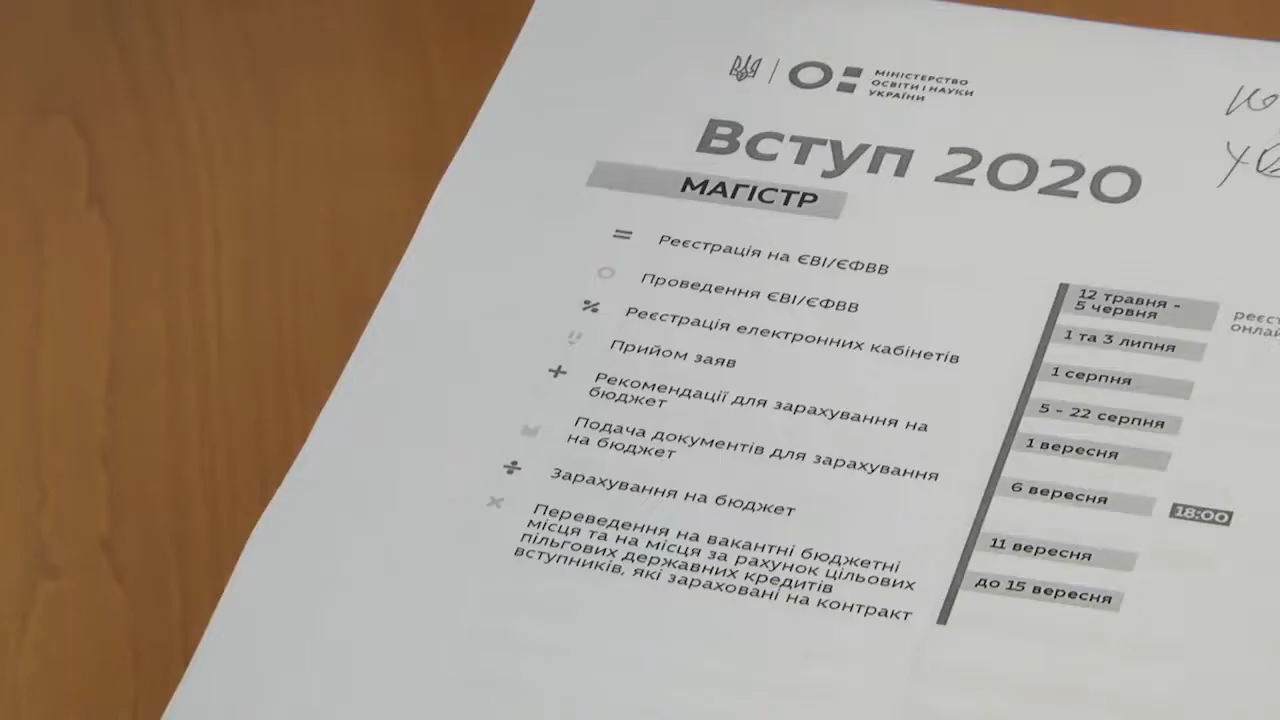 МІНІСТЕРСТВО
ОСВІТИ І НАУКИ
УКРАЇНИ
Вступ 2020
МАГІСТР
Реєстрація на ЄВІ/ЄФВВ
12 травня -
5 червня
Проведення ЄВІ/ЄФВВ
1 та 3 липня
Реєстрація електронних кабінетів
1 серпня
Прийом заяв
5 - 22 серпня
Рекомендації для зарахування на
бюджет
1 вересня
Подача документів для зарахування
на бюджет
6 вересня
18:00
Зарахування на бюджет
11 вересня
Переведення на вакантні бюджетні
місця та на місця за рахунок цільових
пільгових державних кредитів
вступників, які зараховані на контракт
до 15 вересня